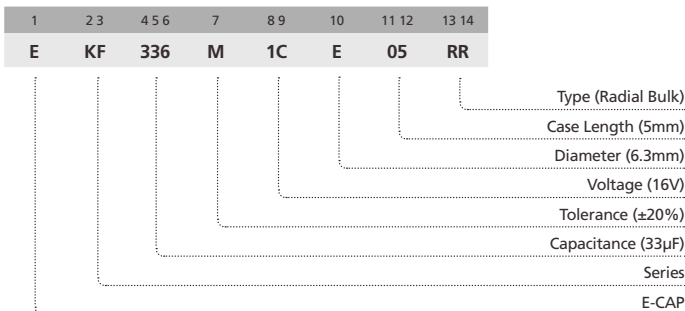 1 2 3 4 5 6 7 8 9 10 11 12 13 14
E KF 336 M 1C E 05 RR
Type (Radial Bulk)
Case Length (5mm)
Diameter (6.3mm)
Voltage (16V)
Tolerance (±20%)
Capacitance (33µF)
Series
E-CAP